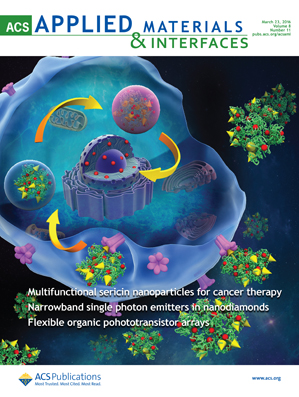 ACS APPLIED MATERIALS
& INTERFACES
March 23, 2016
Volume 8
Number 11
pubs.acs.org/acsami
Multifunctional sericin nanoparticles for cancer therapy
Narrowband single photon emitters in nanodiamonds
Flexible organic pohototransistor arrays
ACS Publications
Most Trusted. Most Cited. Most Read.
www.acs.org